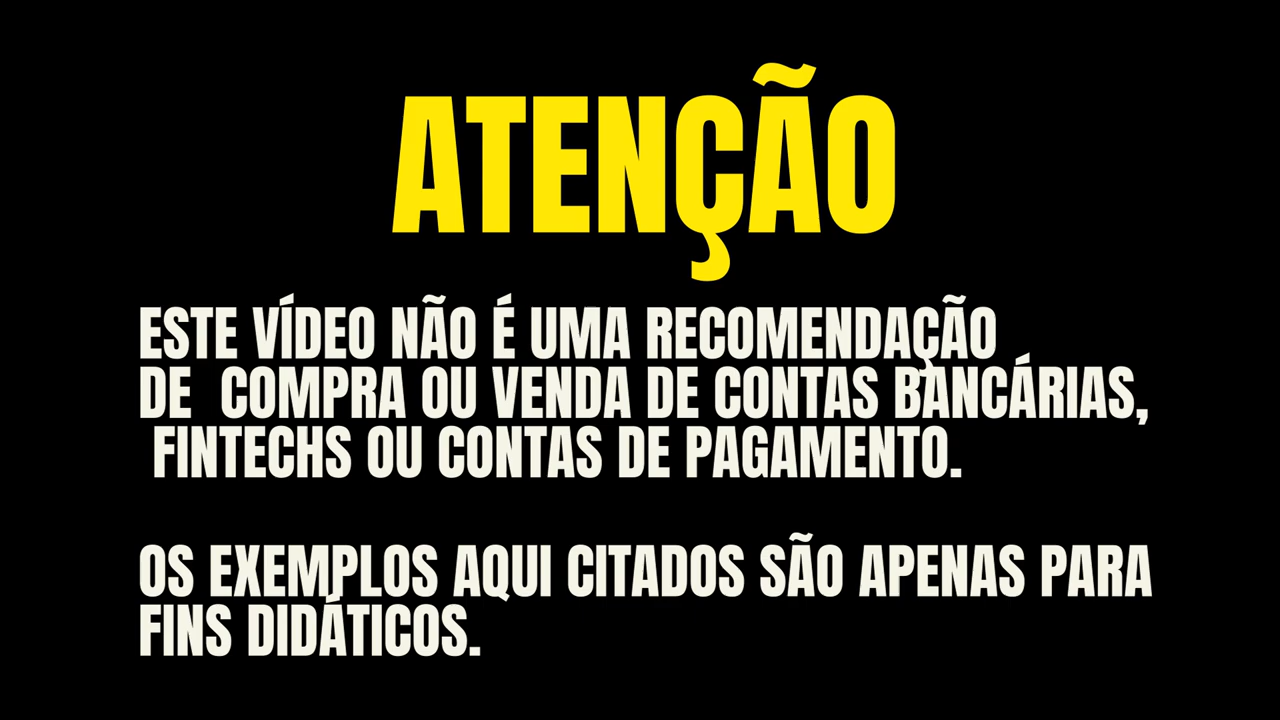 ATENÇÃO
ESTE VÍDEO NÃO É UMA RECOMENDAÇÃO
DE COMPRA OU VENDA DE CONTAS BANCÁRIAS,
FINTECHS OU CONTAS DE PAGAMENTO.
OS EXEMPLOS AQUI CITADOS SÃO APENAS PARA
FINS DIDÁTICOS.